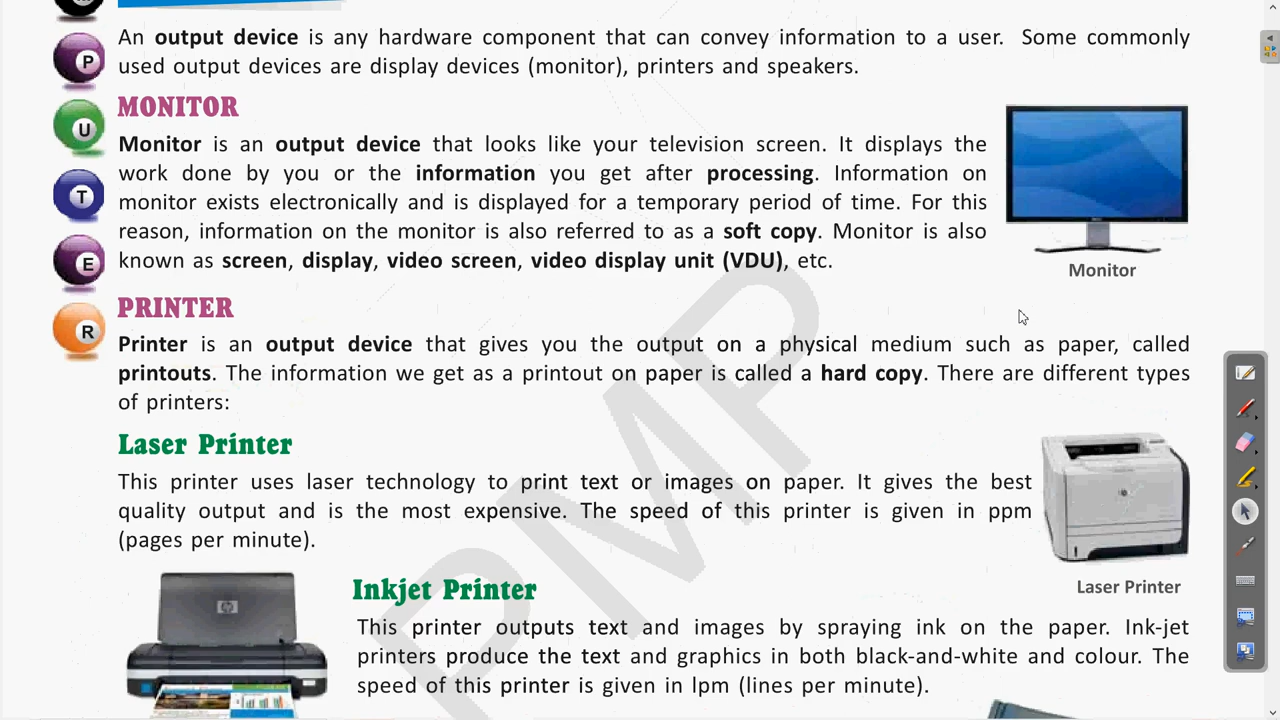 An output device is any hardware component that can convey information to a user. Some commonly
used output devices are display devices (monitor), printers and speakers.
P
U
T
E
R
MONITOR
Monitor is an output device that looks like your television screen. It displays the
work done by you or the information you get after processing. Information on
monitor exists electronically and is displayed for a temporary period of time. For this
reason, information on the monitor is also referred to as a soft copy. Monitor is also
known as screen, display, video screen, video display unit (VDU), etc.
Monitor
PRINTER
Printer is an output device that gives you the output on a physical medium such as paper, called
printouts. The information we get as a printout on paper is called a hard copy. There are different types
of printers:
Laser Printer
This printer uses laser technology to print text or images on paper. It gives the best
quality output and is the most expensive. The speed of this printer is given in ppm
(pages per minute).
Laser Printer
Inkjet Printer
This printer outputs text and images by spraying ink on the paper. Ink-jet
printers produce the text and graphics in both black-and-white and colour. The
speed of this printer is given in lpm (lines per minute).
PMP
hp